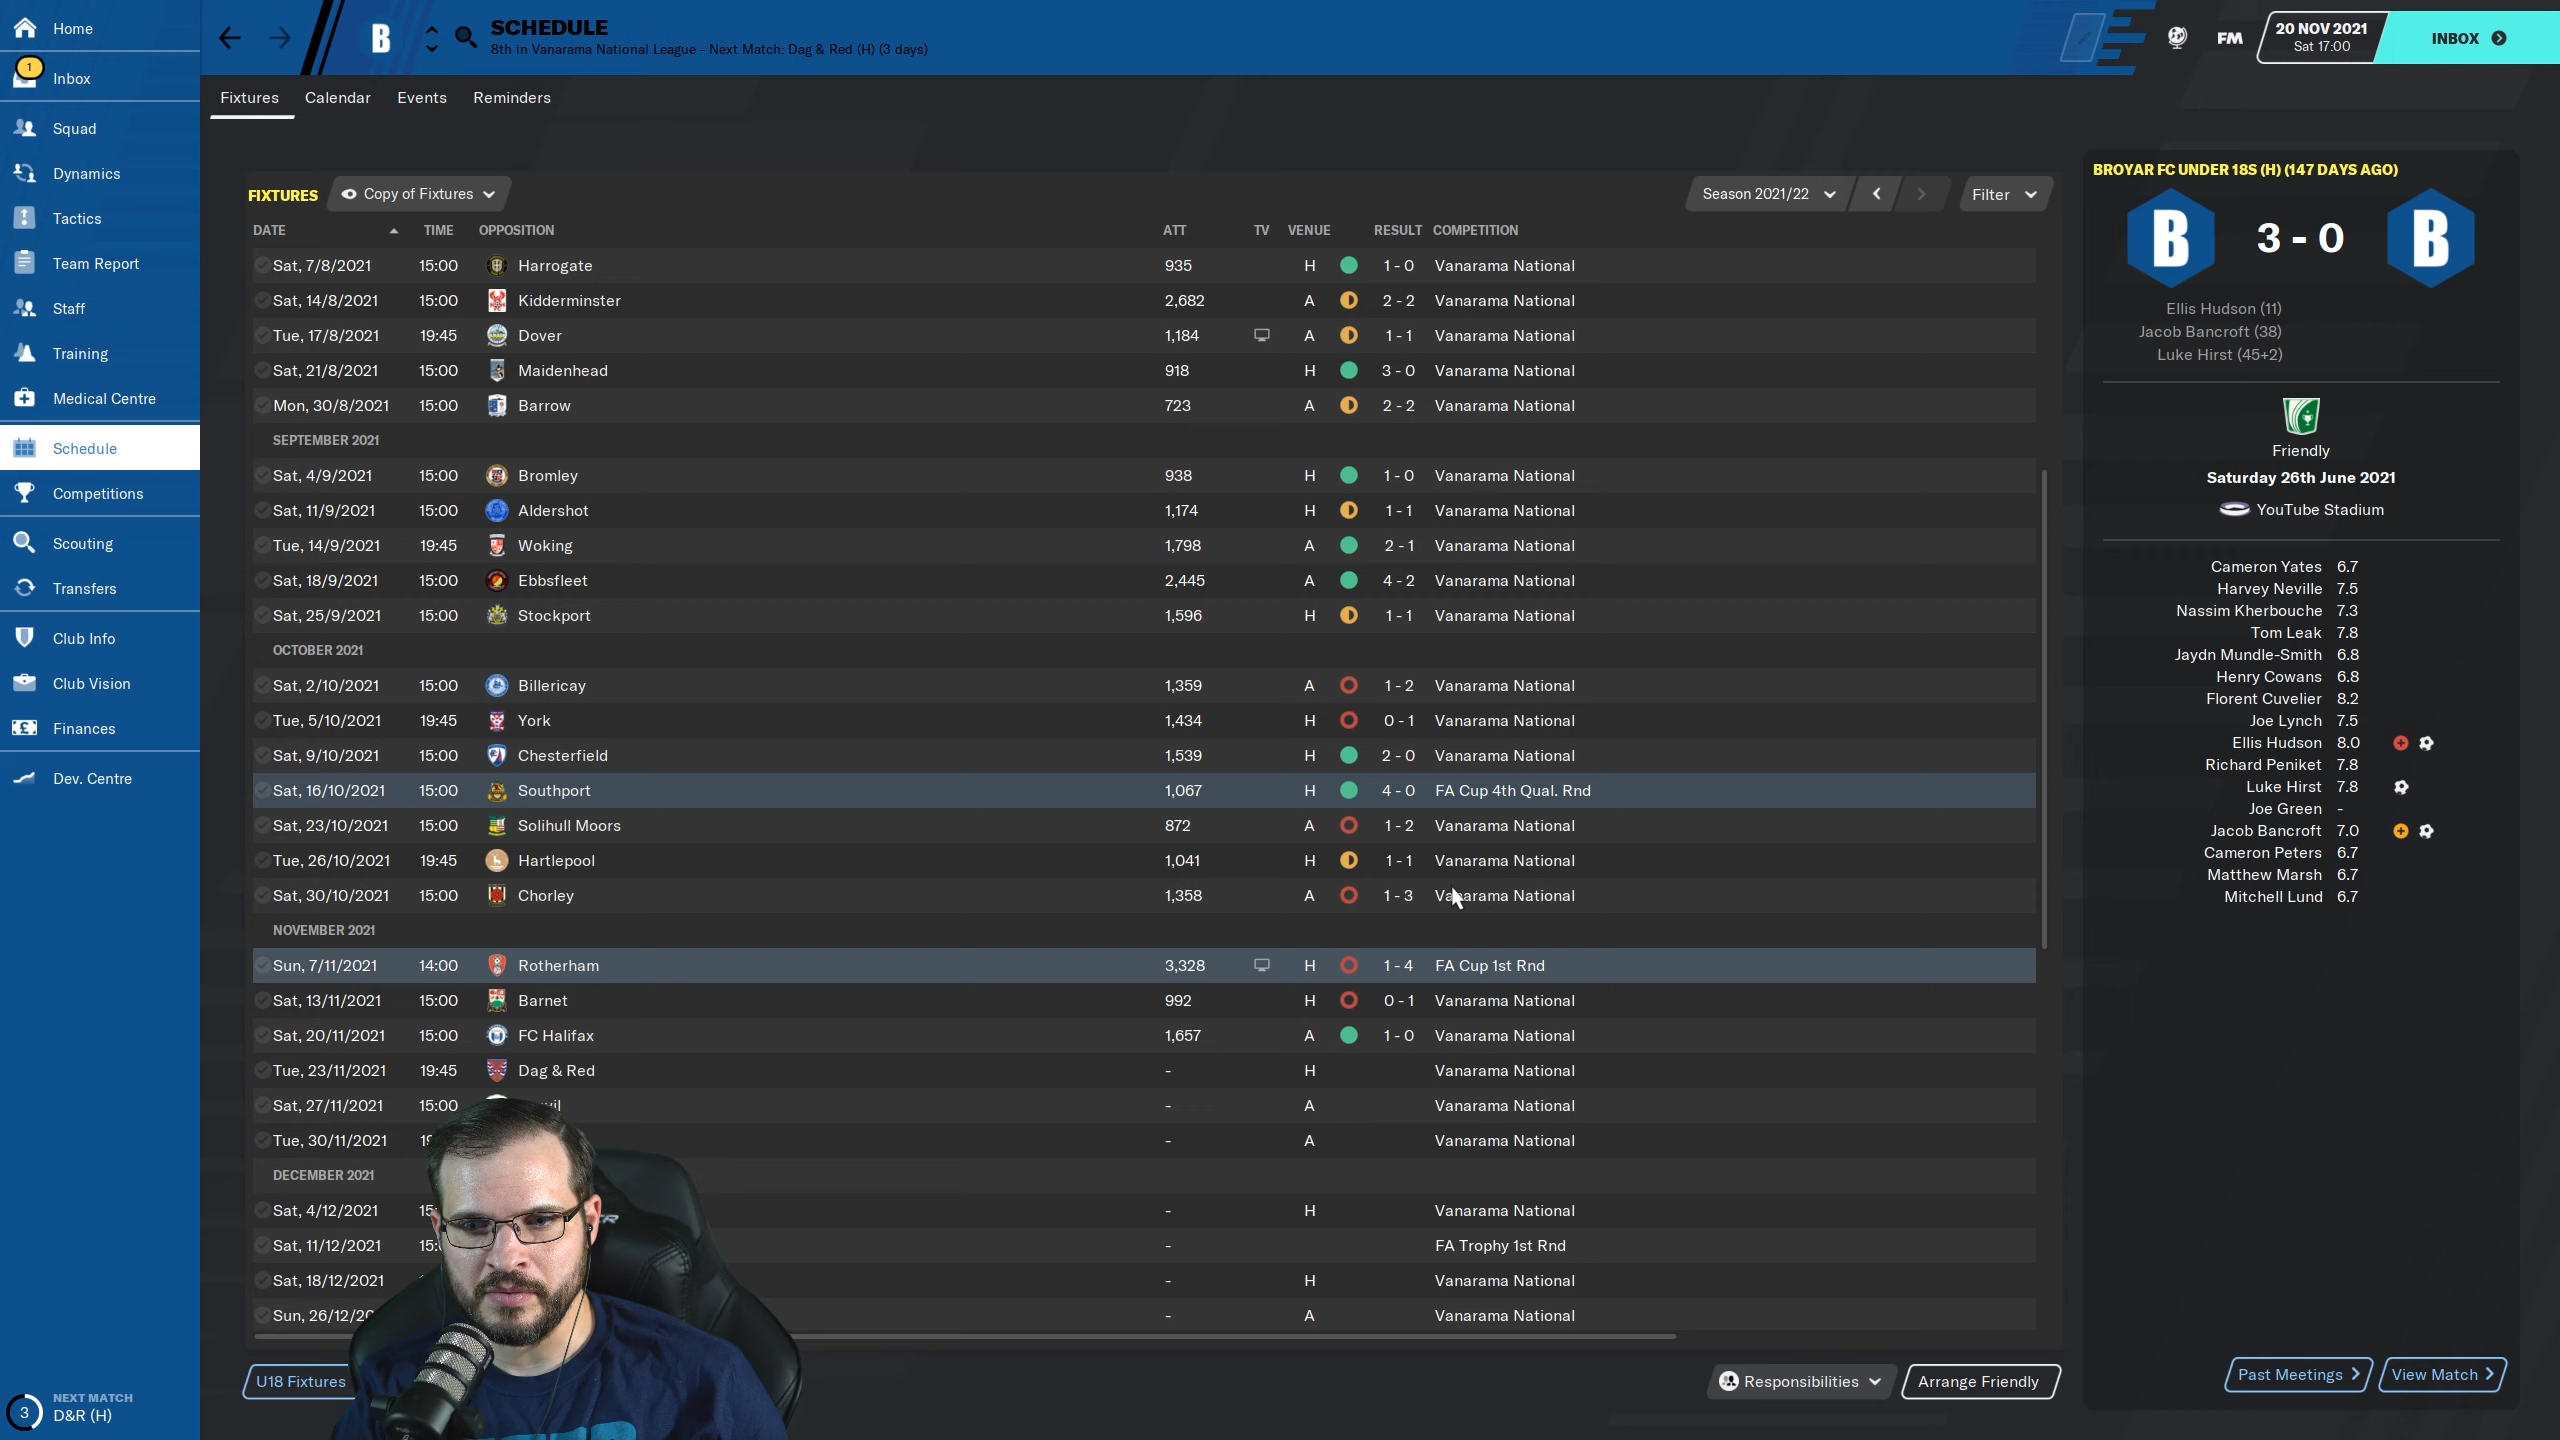 Home
1
Inbox
Squad
Dynamics
Tactics
Team Report
Staff
Training
Medical Centre
Schedule
Competitions
Scouting
Transfers
Club Info
Club Vision
Finances
Dev. Centre
3
NEXT MATCH
D&R (H)
B
SCHEDULE
8th in Vanarama National League - Next Match: Dag & Red (H) (3 days)
FM
20 NOV 2021
Sat 17:00
INBOX
Fixtures Calendar Events Reminders
FIXTURES Copy of Fixtures Season 2021/22 Filter
DATE TIME OPPOSITION ATT TV VENUE RESULT COMPETITION
Sat, 7/8/2021 15:00 Harrogate 935 H 1 - 0 Vanarama National
Sat, 14/8/2021 15:00 Kidderminster 2,682 A 2 - 2 Vanarama National
Tue, 17/8/2021 19:45 Dover 1,184 A 1 - 1 Vanarama National
Sat, 21/8/2021 15:00 Maidenhead 918 H 3 - 0 Vanarama National
Mon, 30/8/2021 15:00 Barrow 723 A 2 - 2 Vanarama National
SEPTEMBER 2021
Sat, 4/9/2021 15:00 Bromley 938 H 1 - 0 Vanarama National
Sat, 11/9/2021 15:00 Aldershot 1,174 H 1 - 1 Vanarama National
Tue, 14/9/2021 19:45 Woking 1,798 A 2 - 1 Vanarama National
Sat, 18/9/2021 15:00 Ebbsfleet 2,445 A 4 - 2 Vanarama National
Sat, 25/9/2021 15:00 Stockport 1,596 H 1 - 1 Vanarama National
OCTOBER 2021
Sat, 2/10/2021 15:00 Billericay 1,359 A 1 - 2 Vanarama National
Tue, 5/10/2021 19:45 York 1,434 H 0 - 1 Vanarama National
Sat, 9/10/2021 15:00 Chesterfield 1,539 H 2 - 0 Vanarama National
Sat, 16/10/2021 15:00 Southport 1,067 H 4 - 0 FA Cup 4th Qual. Rnd
Sat, 23/10/2021 15:00 Solihull Moors 872 A 1 - 2 Vanarama National
Tue, 26/10/2021 19:45 Hartlepool 1,041 H 1 - 1 Vanarama National
Sat, 30/10/2021 15:00 Chorley 1,358 A 1 - 3 Vanarama National
NOVEMBER 2021
Sun, 7/11/2021 14:00 Rotherham 3,328 H 1 - 4 FA Cup 1st Rnd
Sat, 13/11/2021 15:00 Barnet 992 H 0 - 1 Vanarama National
Sat, 20/11/2021 15:00 FC Halifax 1,657 A 1 - 0 Vanarama National
Tue, 23/11/2021 19:45 Dag & Red - H Vanarama National
Sat, 27/11/2021 15:00 - A Vanarama National
Tue, 30/11/2021 - A Vanarama National
DECEMBER 2021
Sat, 4/12/2021 - H Vanarama National
Sat, 11/12/2021 - FA Trophy 1st Rnd
Sat, 18/12/2021 - H Vanarama National
Sun, 26/12/20 - A Vanarama National
U18 Fixtures Responsibilities Arrange Friendly
BROYAR FC UNDER 18S (H) (147 DAYS AGO)
B 3 - 0 B
Ellis Hudson (11)
Jacob Bancroft (38)
Luke Hirst (45+2)
Friendly
Saturday 26th June 2021
YouTube Stadium
Cameron Yates 6.7
Harvey Neville 7.5
Nassim Kherbouche 7.3
Tom Leak 7.8
Jaydn Mundle-Smith 6.8
Henry Cowans 6.8
Florent Cuvelier 8.2
Joe Lynch 7.5
Ellis Hudson 8.0
Richard Peniket 7.8
Luke Hirst 7.8
Joe Green -
Jacob Bancroft 7.0
Cameron Peters 6.7
Matthew Marsh 6.7
Mitchell Lund 6.7
Past Meetings View Match